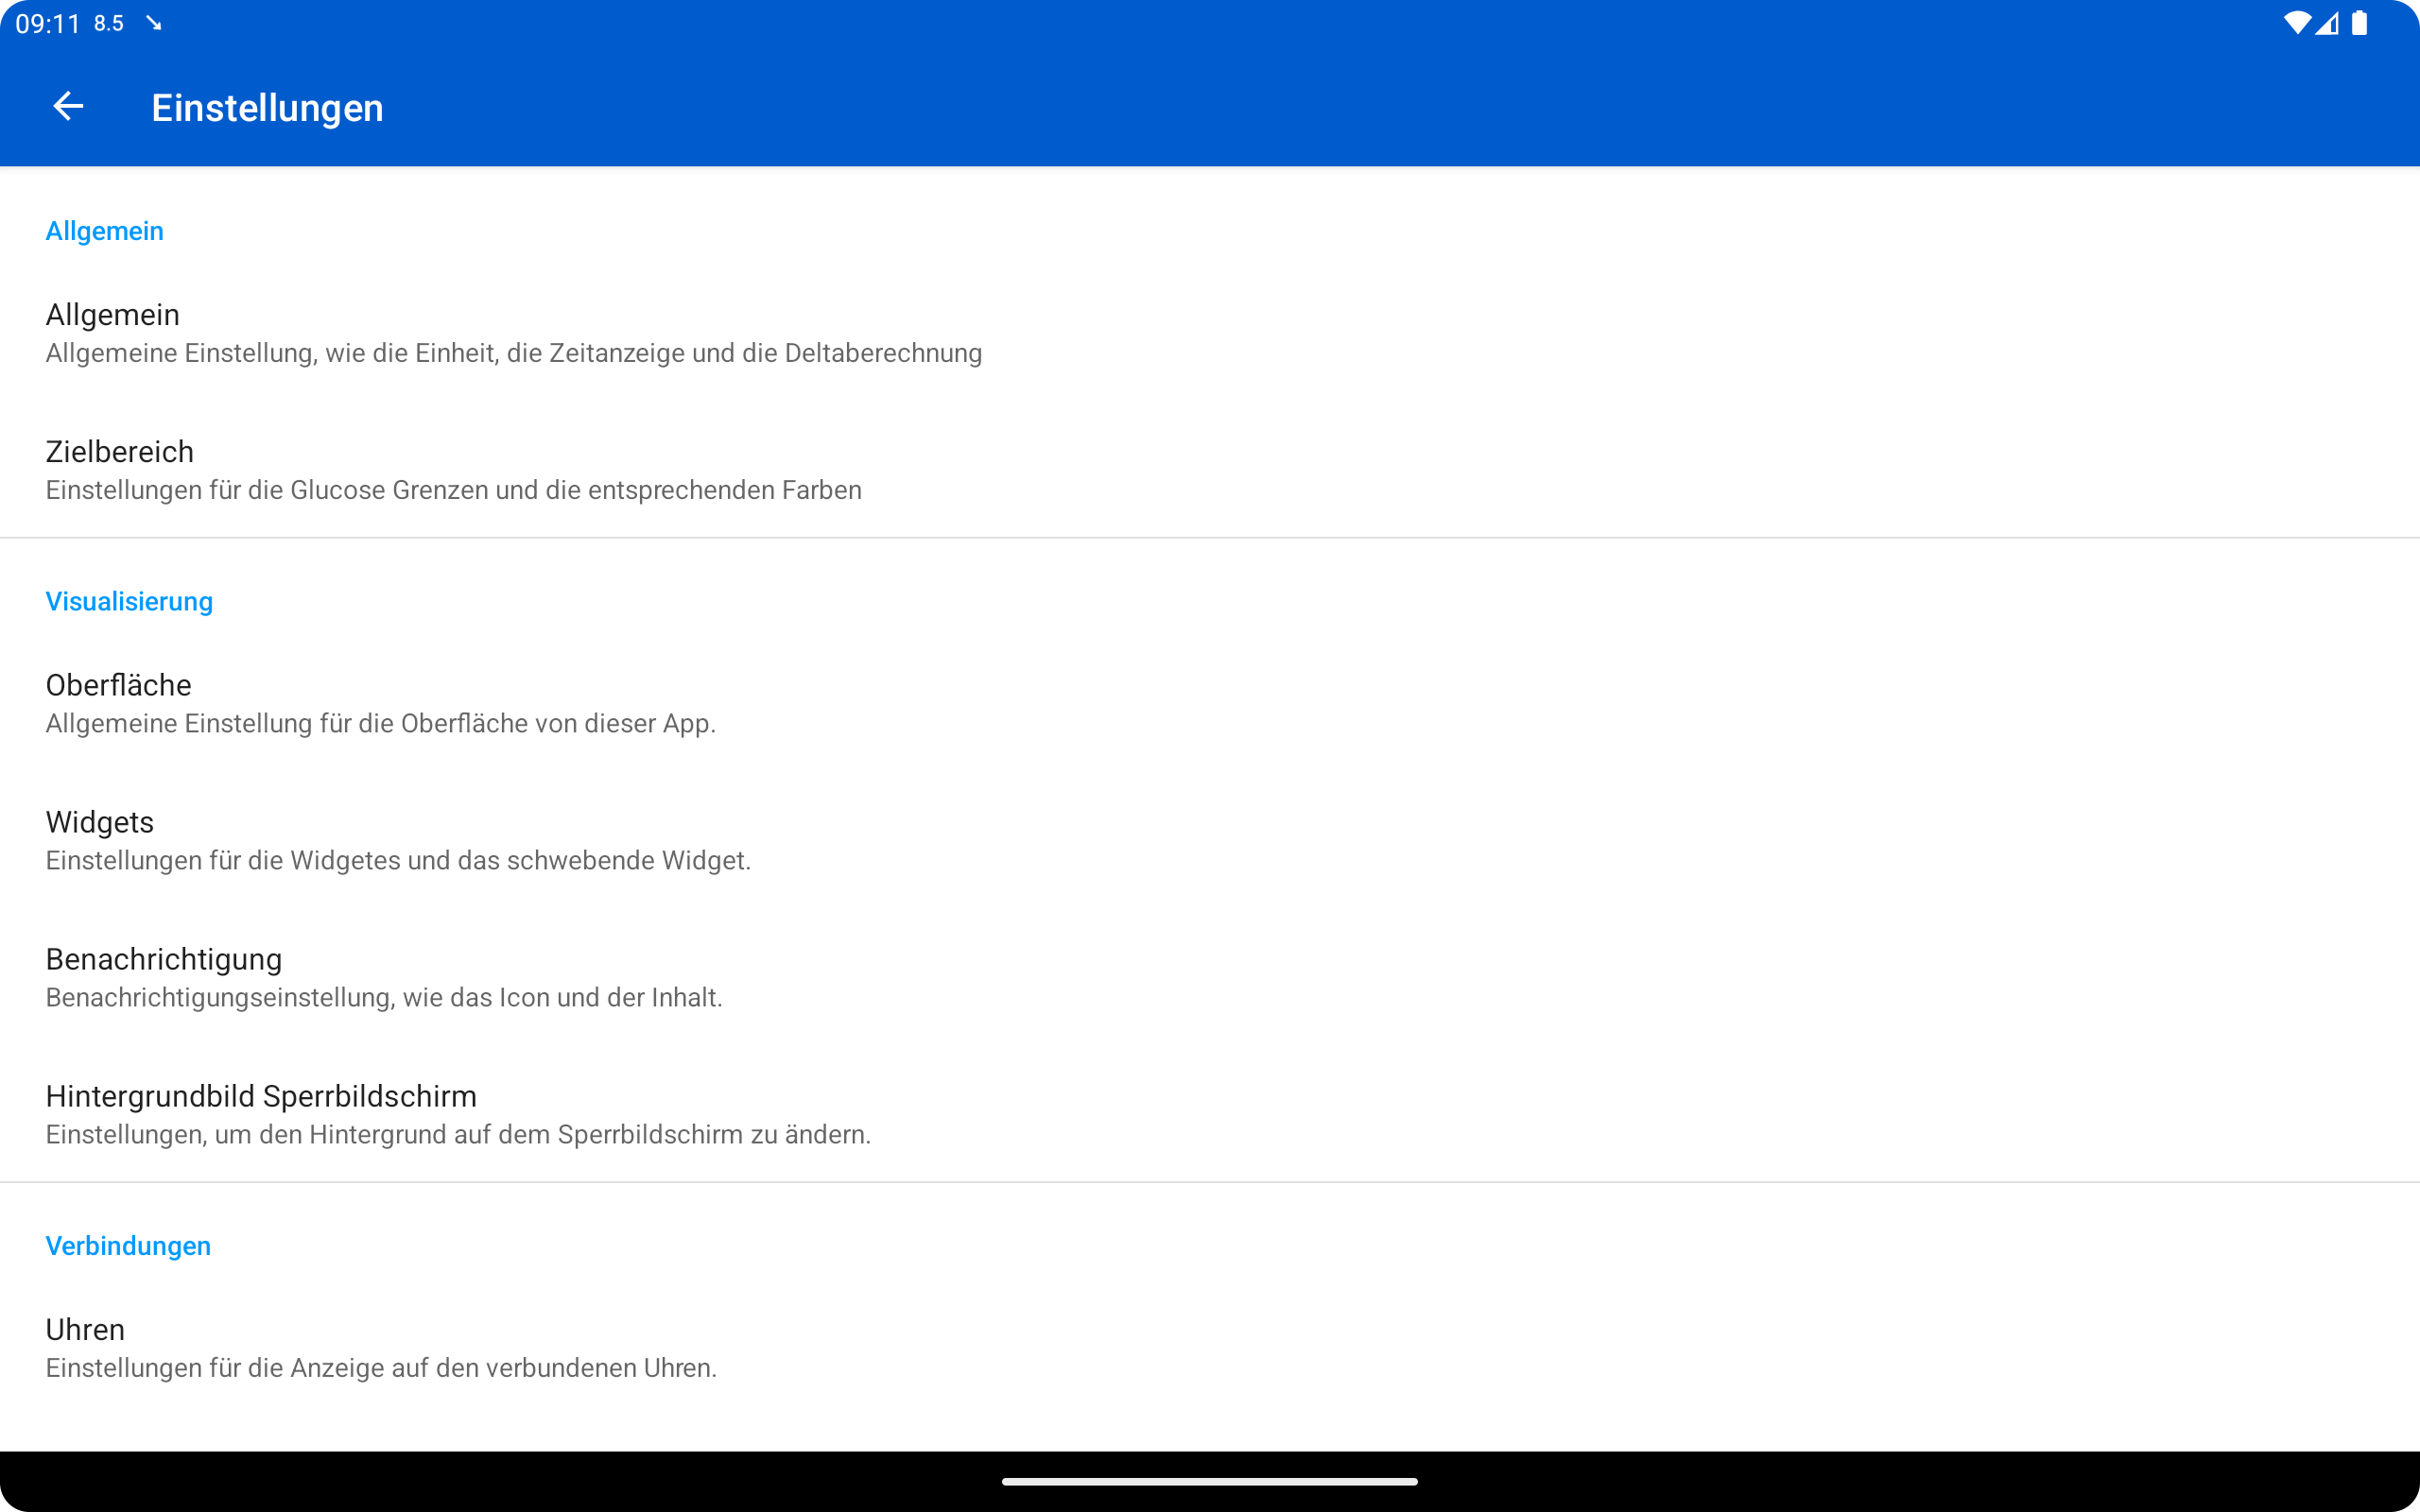 09:11 8.5
Einstellungen
Allgemein
Allgemein
Allgemeine Einstellung, wie die Einheit, die Zeitanzeige und die Deltaberechnung
Zielbereich
Einstellungen für die Glucose Grenzen und die entsprechenden Farben
Visualisierung
Oberfläche
Allgemeine Einstellung für die Oberfläche von dieser App.
Widgets
Einstellungen für die Widgetes und das schwebende Widget.
Benachrichtigung
Benachrichtigungseinstellung, wie das Icon und der Inhalt.
Hintergrundbild Sperrbildschirm
Einstellungen, um den Hintergrund auf dem Sperrbildschirm zu ändern.
Verbindungen
Uhren
Einstellungen für die Anzeige auf den verbundenen Uhren.